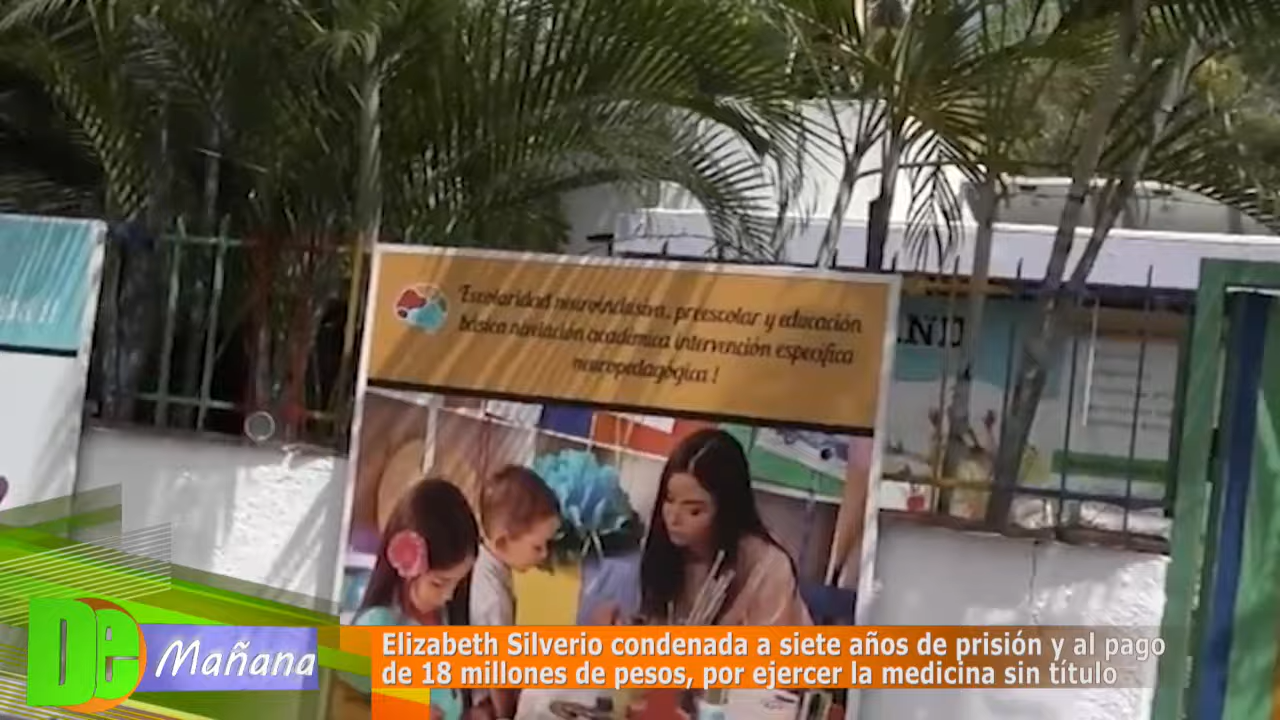 Escolaridad neuroinclusiva, preescolar y educación
básica nivelación académica intervención específica
neuropedagógica !
De Mañana
Elizabeth Silverio condenada a siete años de prisión y al pago
de 18 millones de pesos, por ejercer la medicina sin título